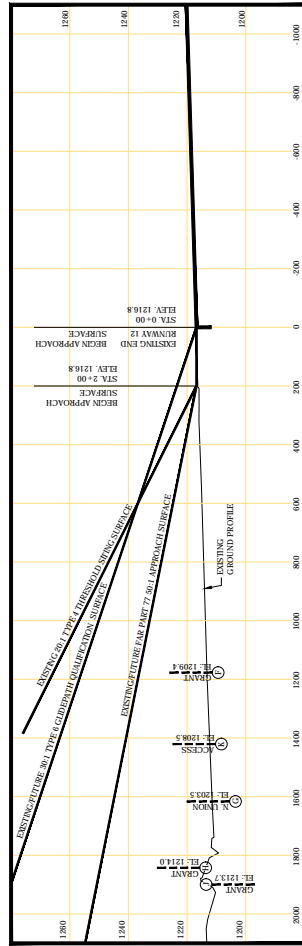 1260
1240
1220
-1000
-800
-600
-400
-200
0
200
400
600
800
1000
1200
1400
1600
1800
2000
1260
1240
1220
1200
ELEV. 1216.8
STA. 0+00
RUNWAY 12
EXISTING END
SURFACE
BEGIN APPROACH
ELEV. 1216.8
STA. 2+00
SURFACE
BEGIN APPROACH
EXISTING 20:1 TYPE 4 THRESHOLD SITING SURFACE
EXISTING/FUTURE 30:1 TYPE 6 GLIDEPATH QUALIFICATION SURFACE
EXISTING/FUTURE FAR PART 77 50:1 APPROACH SURFACE
EXISTING
GROUND PROFILE
GRANT
EL: 1209.4
F
ACCESS
EL: 1208.5
K
N. UNION
EL: 1203.5
G
GRANT
EL: 1214.0
H
GRANT
EL: 1213.7
J